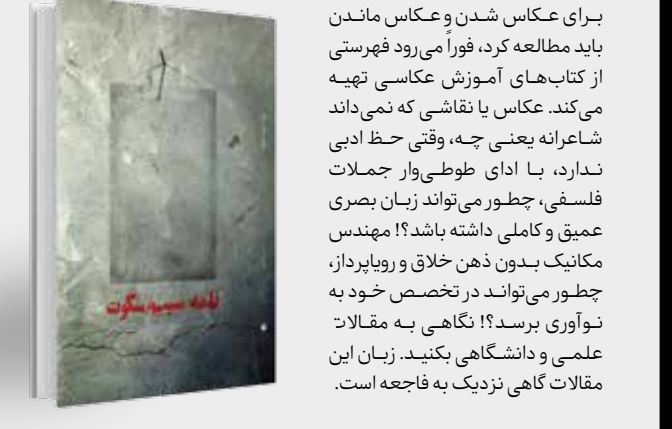 برای عکاس شدن و عکاس ماندن
باید مطالعه کرد، فوراً می‌رود فهرستی
از کتاب‌های آموزش عکاسی تهیه
می‌کند. عکاس یا نقاشی که نمی‌داند
شاعرانه یعنی چه، وقتی حظ ادبی
ندارد، با ادای طوطی‌وار جملات
فلسفی، چطور می‌تواند زبان بصری
عمیق و کاملی داشته باشد؟! مهندس
مکانیک بدون ذهن خلاق و رویاپرداز،
چطور می‌تواند در تخصص خود به
نوآوری برسد؟! نگاهی به مقالات
علمی و دانشگاهی بکنید. زبان این
مقالات گاهی نزدیک به فاجعه است.